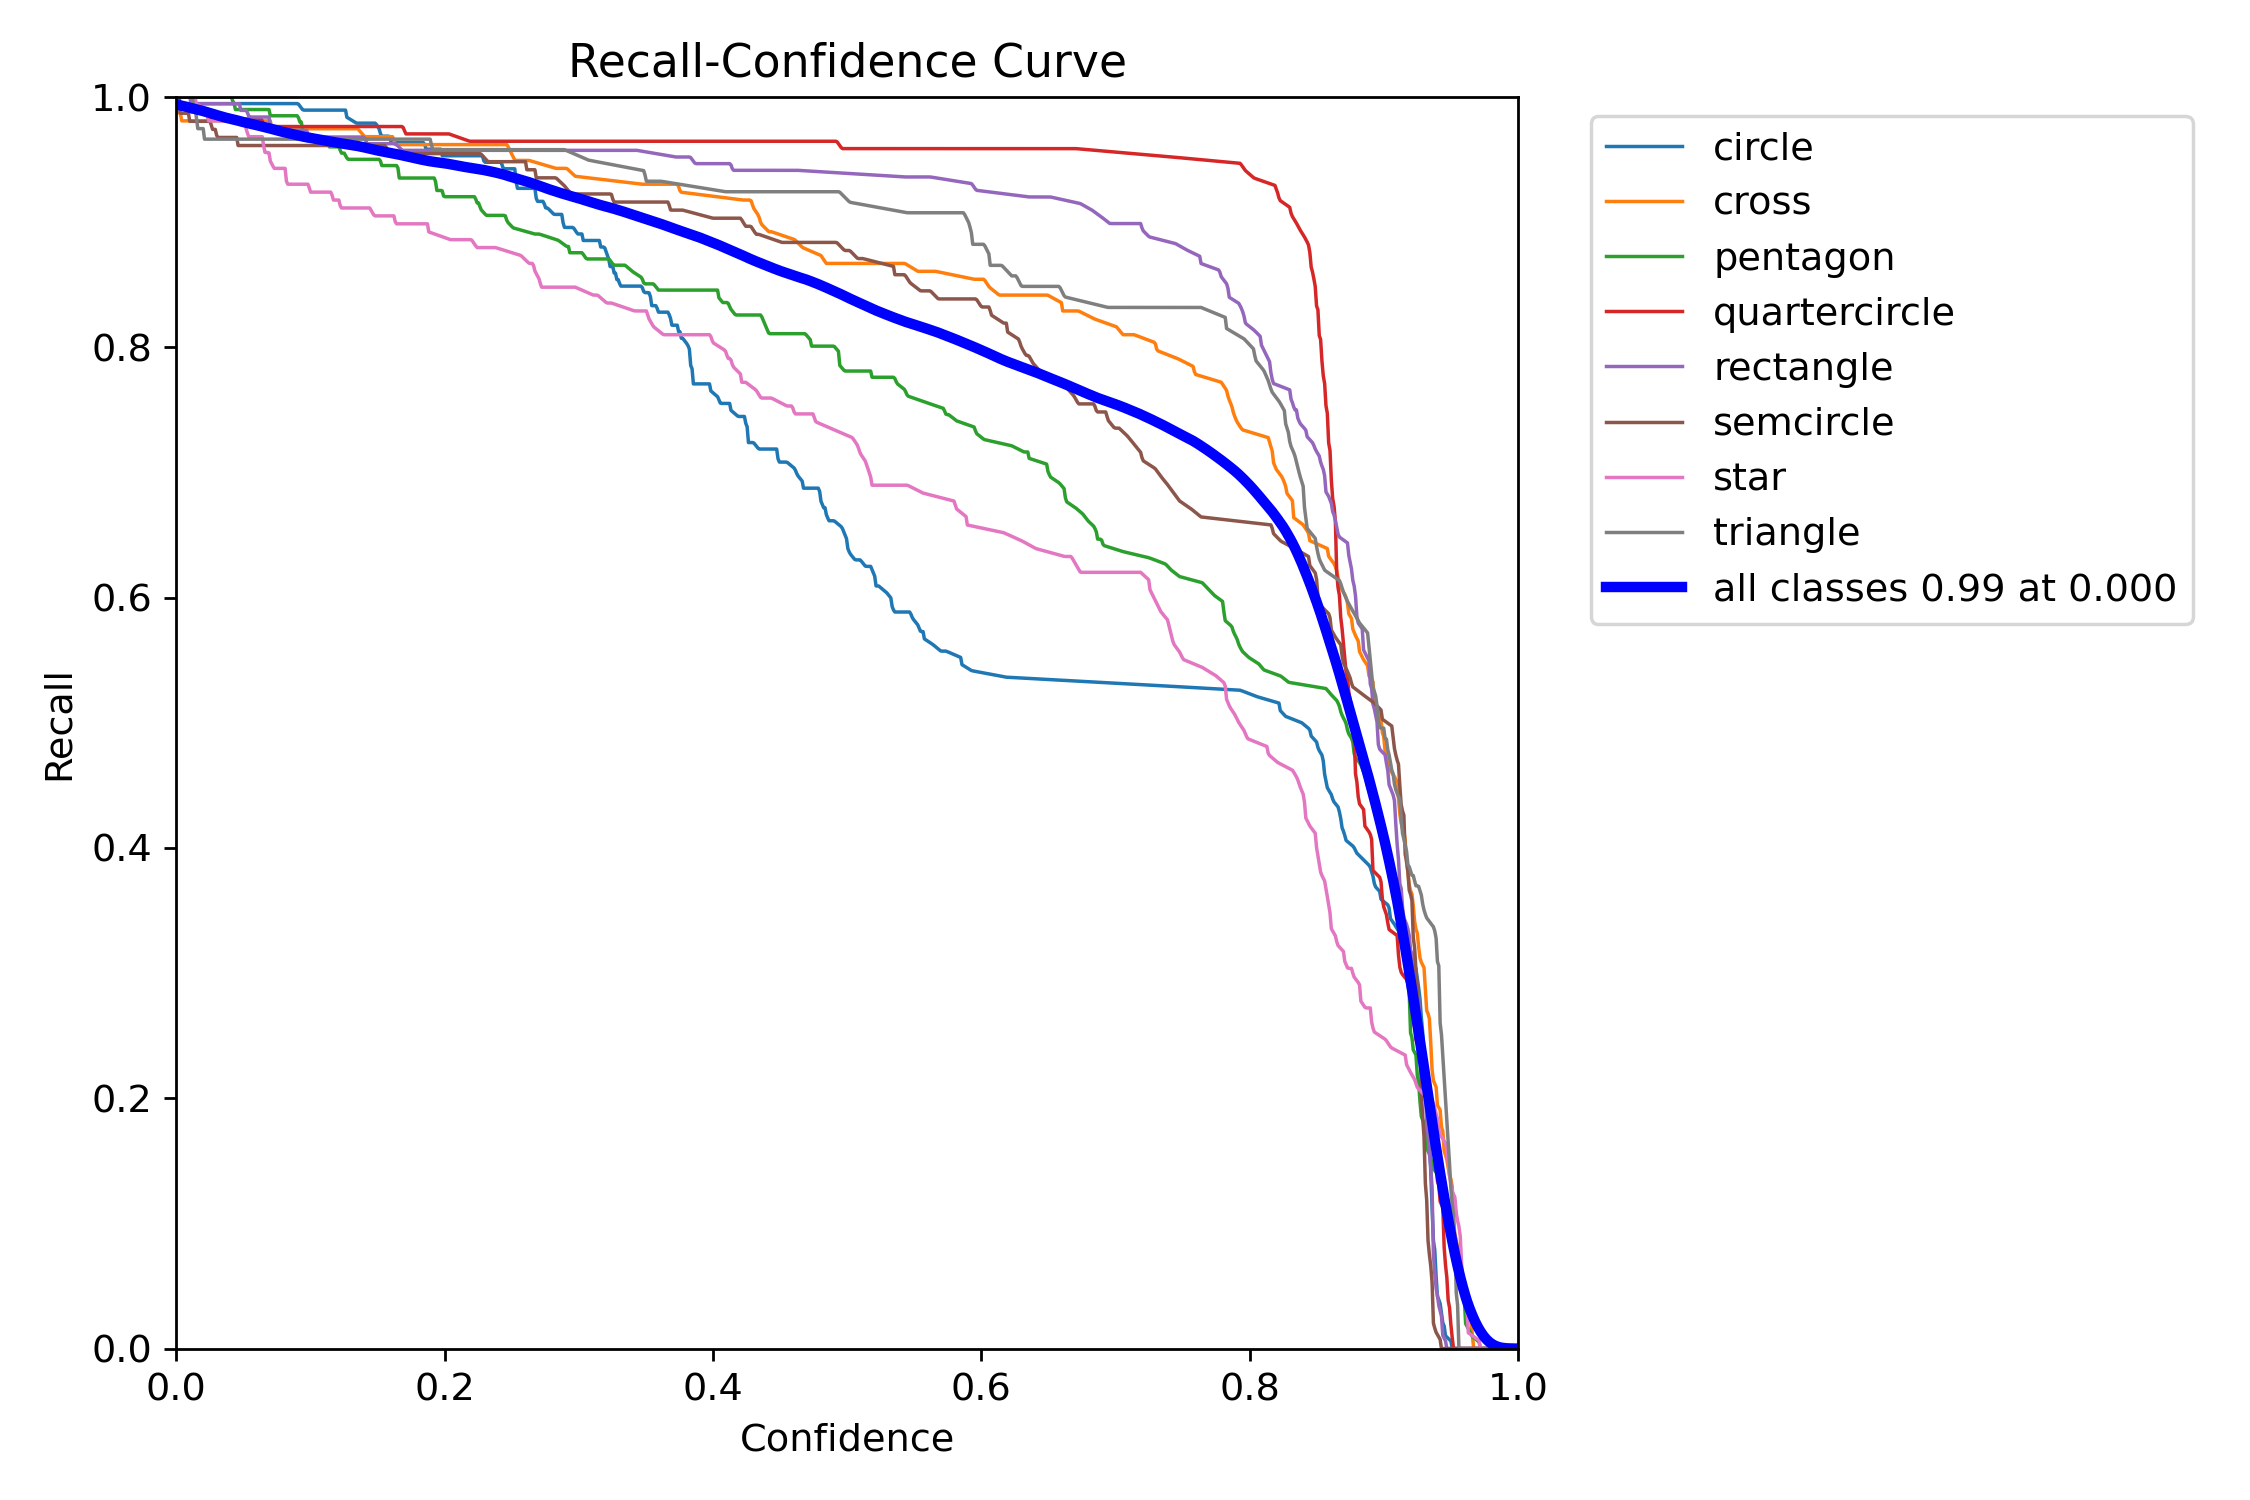 Recall-Confidence Curve
1.0
0.8
0.6
0.4
0.2
0.0
Recall
0.0 0.2 0.4 0.6 0.8 1.0
Confidence
circle
cross
pentagon
quartercircle
rectangle
semcircle
star
triangle
all classes 0.99 at 0.000